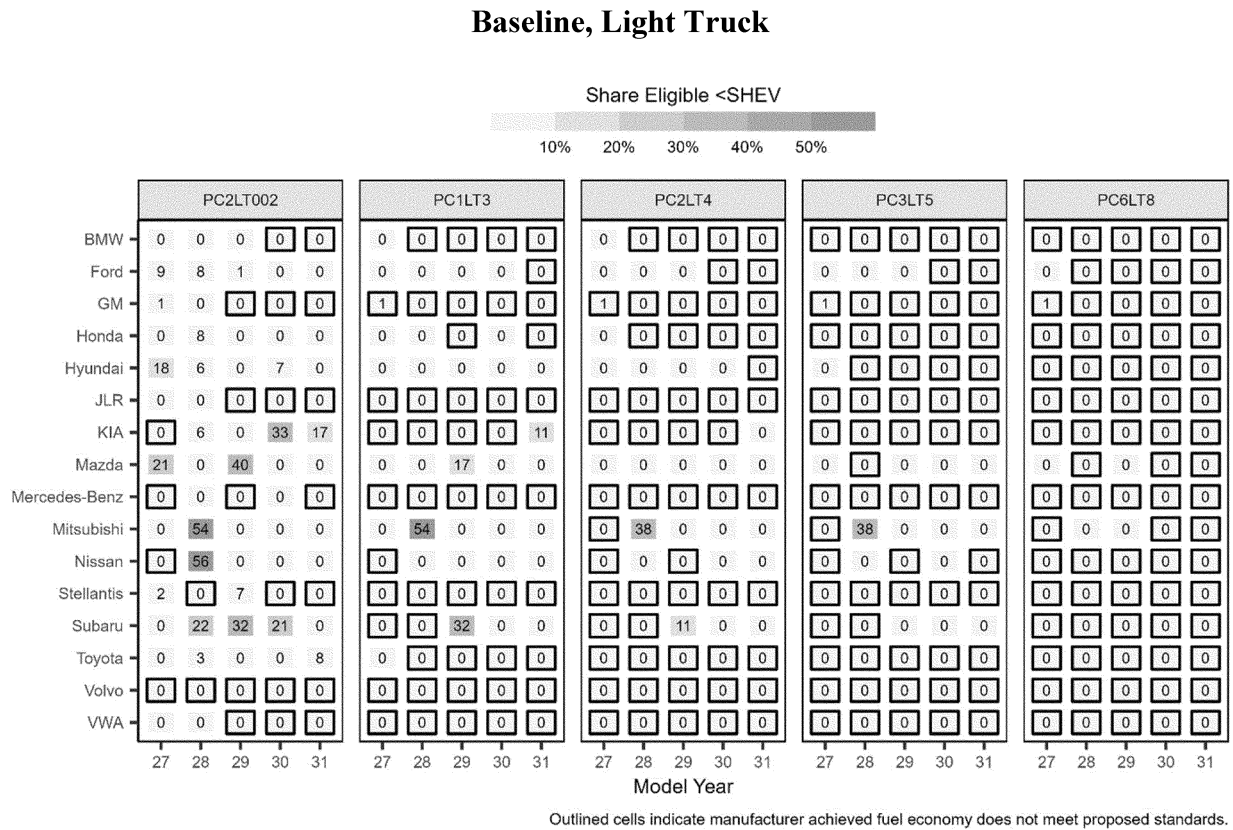 Baseline, Light Truck
Share Eligible <SHEV
10% 20% 30% 40% 50%
PC2LT002 PC1LT3 PC2LT4 PC3LT5 PC6LT8
BMW 0 0 0 0 0 0 0 0 0 0 0 0 0 0 0 0 0 0 0 0 0 0 0 0 0
Ford 9 8 1 0 0 0 0 0 0 0 0 0 0 0 0 0 0 0 0 0 0 0 0 0 0
GM 1 0 0 0 0 1 0 0 0 0 1 0 0 0 0 1 0 0 0 0 1 0 0 0 0
Honda 0 8 0 0 0 0 0 0 0 0 0 0 0 0 0 0 0 0 0 0 0 0 0 0 0
Hyundai 18 6 0 7 0 0 0 0 0 0 0 0 0 0 0 0 0 0 0 0 0 0 0 0 0
JLR 0 0 0 0 0 0 0 0 0 0 0 0 0 0 0 0 0 0 0 0 0 0 0 0 0
KIA 0 6 0 33 17 0 0 0 0 11 0 0 0 0 0 0 0 0 0 0 0 0 0 0 0
Mazda 21 0 40 0 0 0 0 17 0 0 0 0 0 0 0 0 0 0 0 0 0 0 0 0 0
Mercedes-Benz 0 0 0 0 0 0 0 0 0 0 0 0 0 0 0 0 0 0 0 0 0 0 0 0 0
Mitsubishi 0 54 0 0 0 0 54 0 0 0 0 38 0 0 0 0 38 0 0 0 0 0 0 0 0
Nissan 0 56 0 0 0 0 0 0 0 0 0 0 0 0 0 0 0 0 0 0 0 0 0 0 0
Stellantis 2 0 7 0 0 0 0 0 0 0 0 0 0 0 0 0 0 0 0 0 0 0 0 0 0
Subaru 0 22 32 21 0 0 0 32 0 0 0 0 11 0 0 0 0 0 0 0 0 0 0 0 0
Toyota 0 3 0 0 8 0 0 0 0 0 0 0 0 0 0 0 0 0 0 0 0 0 0 0 0
Volvo 0 0 0 0 0 0 0 0 0 0 0 0 0 0 0 0 0 0 0 0 0 0 0 0 0
VWA 0 0 0 0 0 0 0 0 0 0 0 0 0 0 0 0 0 0 0 0 0 0 0 0 0
27 28 29 30 31 27 28 29 30 31 27 28 29 30 31 27 28 29 30 31 27 28 29 30 31
Model Year
Outlined cells indicate manufacturer achieved fuel economy does not meet proposed standards.